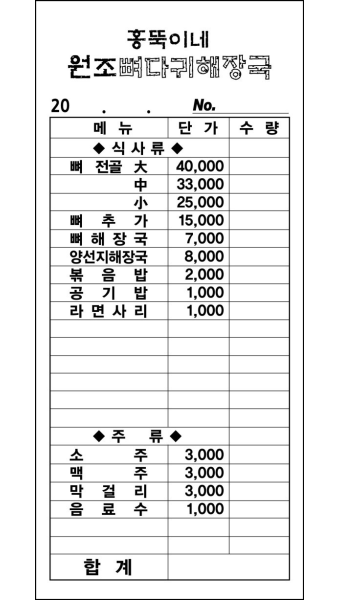 홍뚝이네
원조뼈다귀해장국
20 . . No.
메 뉴 단 가 수 량
◆ 식 사 류 ◆
뼈 전골 大 40,000
中 33,000
小 25,000
뼈 추 가 15,000
뼈 해 장 국 7,000
양선지해장국 8,000
볶 음 밥 2,000
공 기 밥 1,000
라 면 사 리 1,000
◆ 주 류 ◆
소 주 3,000
맥 주 3,000
막 걸 리 3,000
음 료 수 1,000
합 계